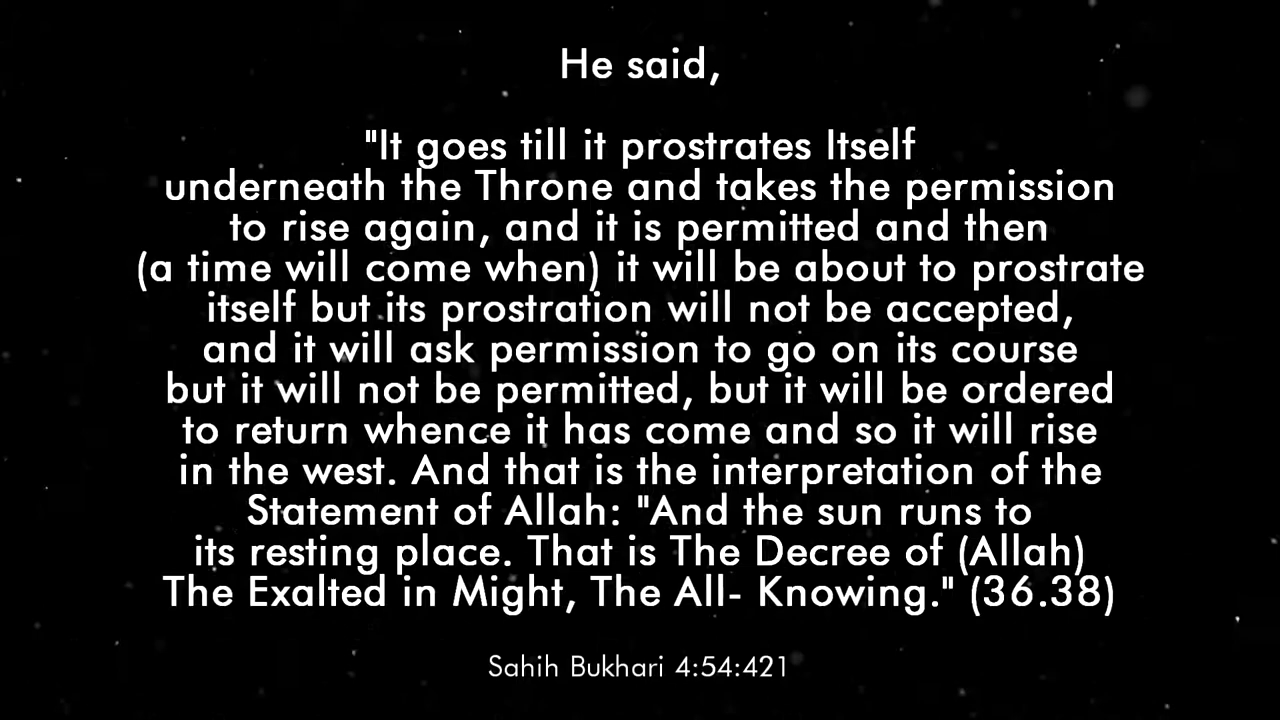 He said,
"It goes till it prostrates Itself
underneath the Throne and takes the permission
to rise again, and it is permitted and then
(a time will come when) it will be about to prostrate
itself but its prostration will not be accepted,
and it will ask permission to go on its course
but it will not be permitted, but it will be ordered
to return whence it has come and so it will rise
in the west. And that is the interpretation of the
Statement of Allah: "And the sun runs to
its resting place. That is The Decree of (Allah)
The Exalted in Might, The All- Knowing." (36.38)
Sahih Bukhari 4:54:421